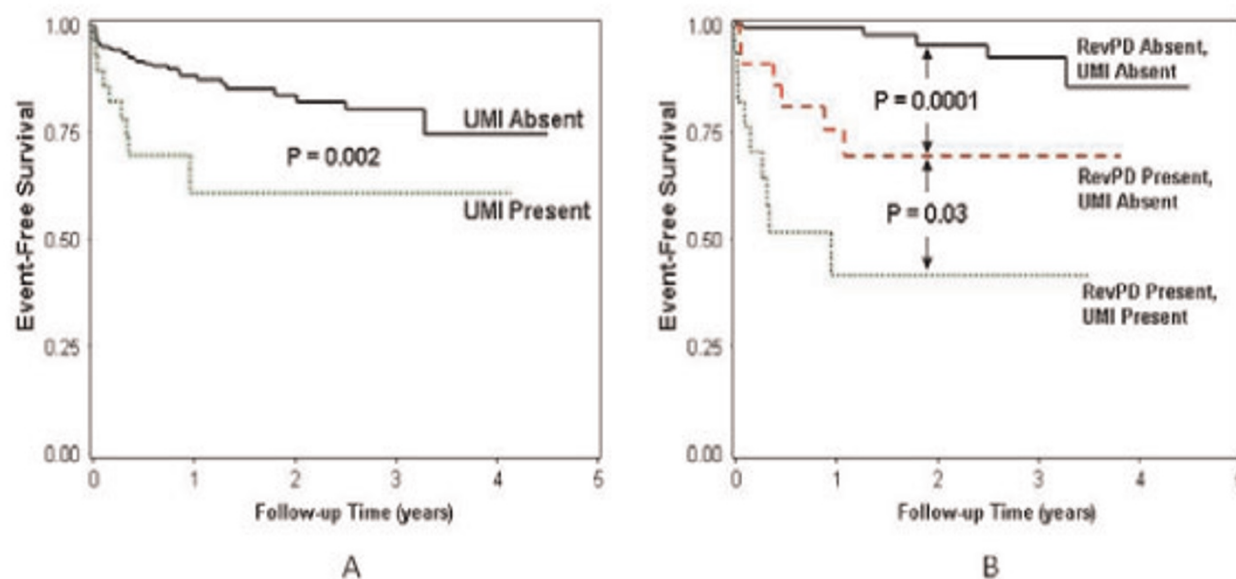 1.00
0.75
0.50
0.25
0.00
Event-Free Survival
UMI Absent
P = 0.002
UMI Present
0 1 2 3 4 5
Follow-up Time (years)
A
1.00
0.75
0.50
0.25
0.00
Event-Free Survival
RevPD Absent,
UMI Absent
P = 0.0001
RevPD Present,
UMI Absent
P = 0.03
RevPD Present,
UMI Present
0 1 2 3 4
Follow-up Time (years)
B